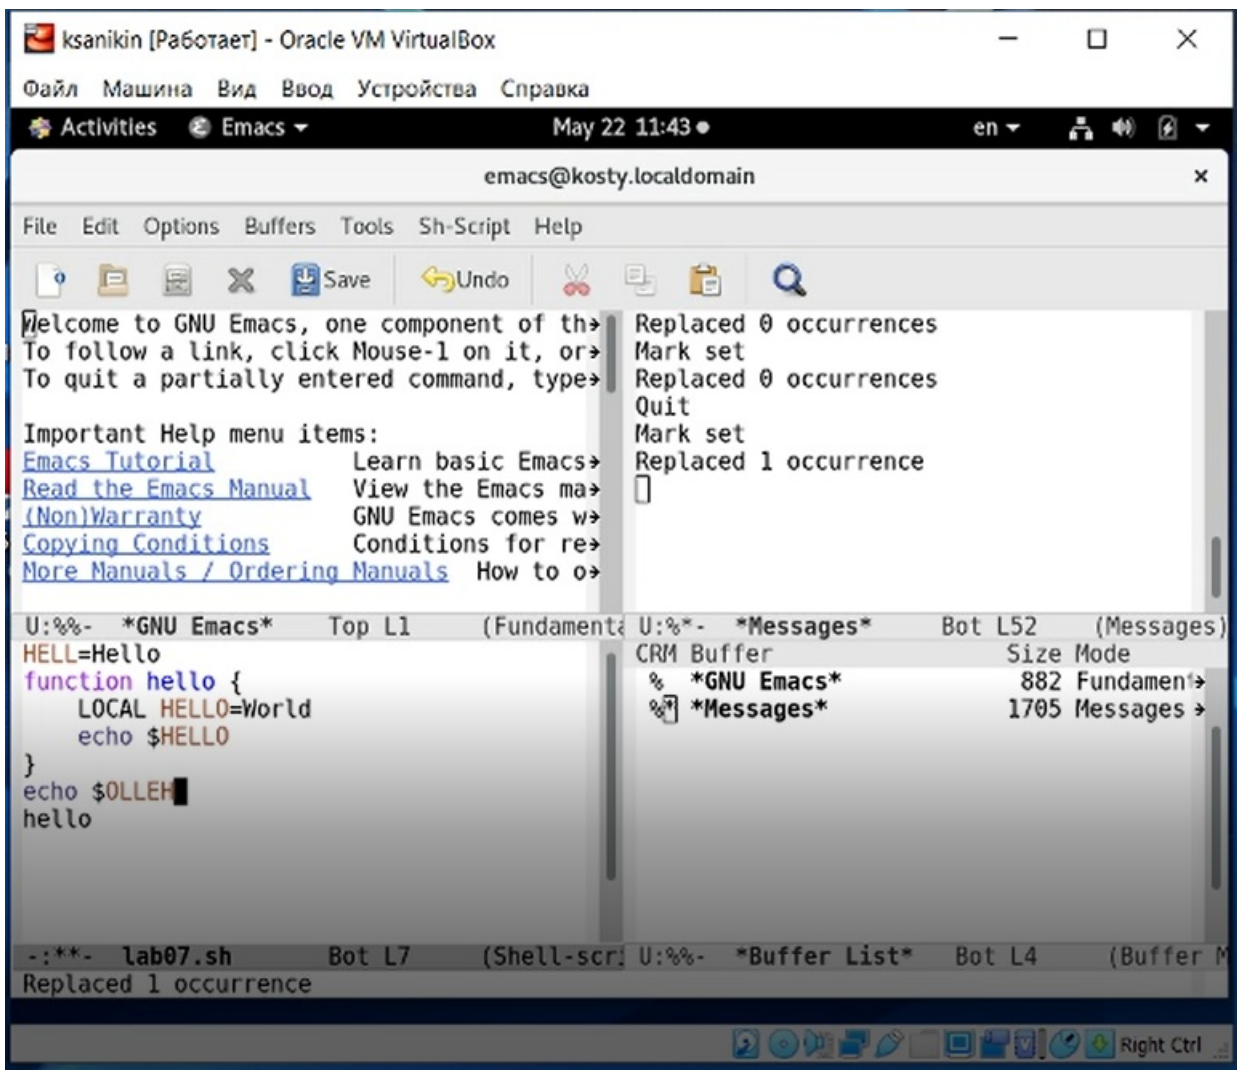 ksanikin [Работает] - Oracle VM VirtualBox
Файл Машина Вид Ввод Устройства Справка
Activities Emacs May 22 11:43 en
emacs@kosty.localdomain
File Edit Options Buffers Tools Sh-Script Help
Save Undo
Welcome to GNU Emacs, one component of th
To follow a link, click Mouse-1 on it, or
To quit a partially entered command, type
Important Help menu items:
Emacs Tutorial Learn basic Emacs
Read the Emacs Manual View the Emacs ma
(Non)Warranty GNU Emacs comes w
Copying Conditions Conditions for re
More Manuals / Ordering Manuals How to o
U:%%- *GNU Emacs* Top L1 (Fundamenta
Replaced 0 occurrences
Mark set
Replaced 0 occurrences
Quit
Mark set
Replaced 1 occurrence
U:%*- *Messages* Bot L52 (Messages)
HELL=Hello
function hello {
LOCAL HELLO=World
echo $HELLO
}
echo $OLLEH
hello
-:**- lab07.sh Bot L7 (Shell-scri
CRM Buffer Size Mode
% *GNU Emacs* 882 Fundamen
%* *Messages* 1705 Messages
U:%%- *Buffer List* Bot L4 (Buffer M
Replaced 1 occurrence
Right Ctrl